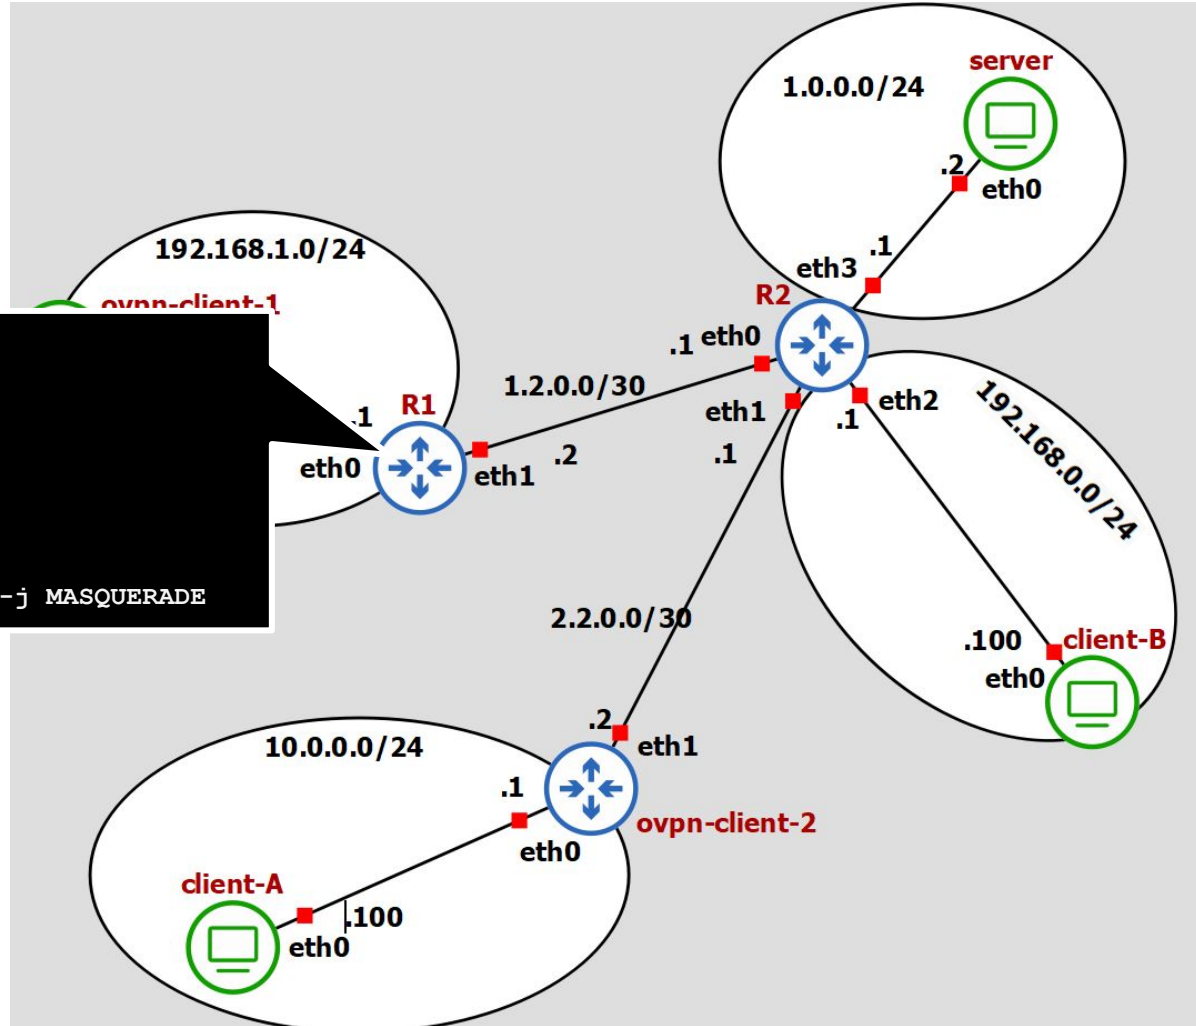 server
1.0.0.0/24
.2
eth0
192.168.1.0/24
.1
eth3
ovpn-client-1
R2
.1 eth0
1.2.0.0/30
.1
R1
eth1
.1
eth2
192.168.0.0/24
.1
eth0
eth1
.2
-j MASQUERADE
2.2.0.0/30
.100
client-B
eth0
.2
eth1
10.0.0.0/24
.1
ovpn-client-2
eth0
client-A
.100
eth0